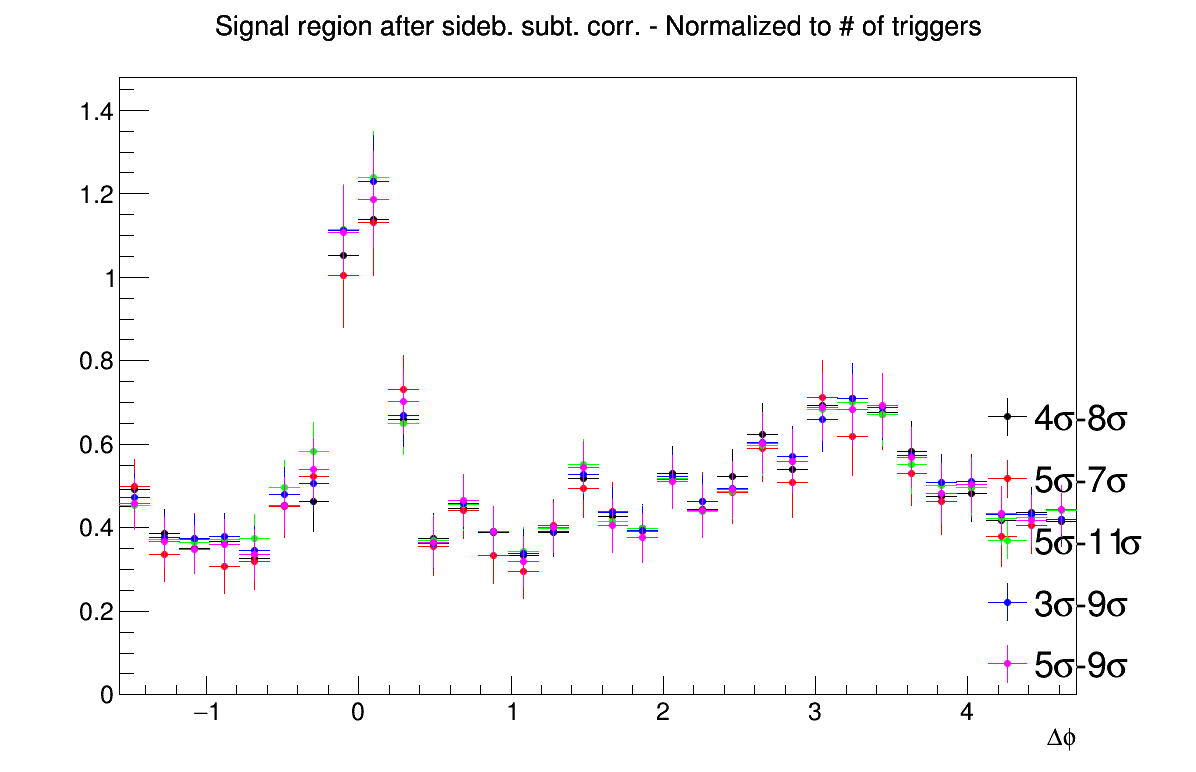 Signal region after sideb. subt. corr. - Normalized to # of triggers
1.4
1.2
1
0.8
0.6
0.4
0.2
0
−1
0
1
2
3
4
Δϕ
4σ-8σ
5σ-7σ
5σ-11σ
3σ-9σ
5σ-9σ